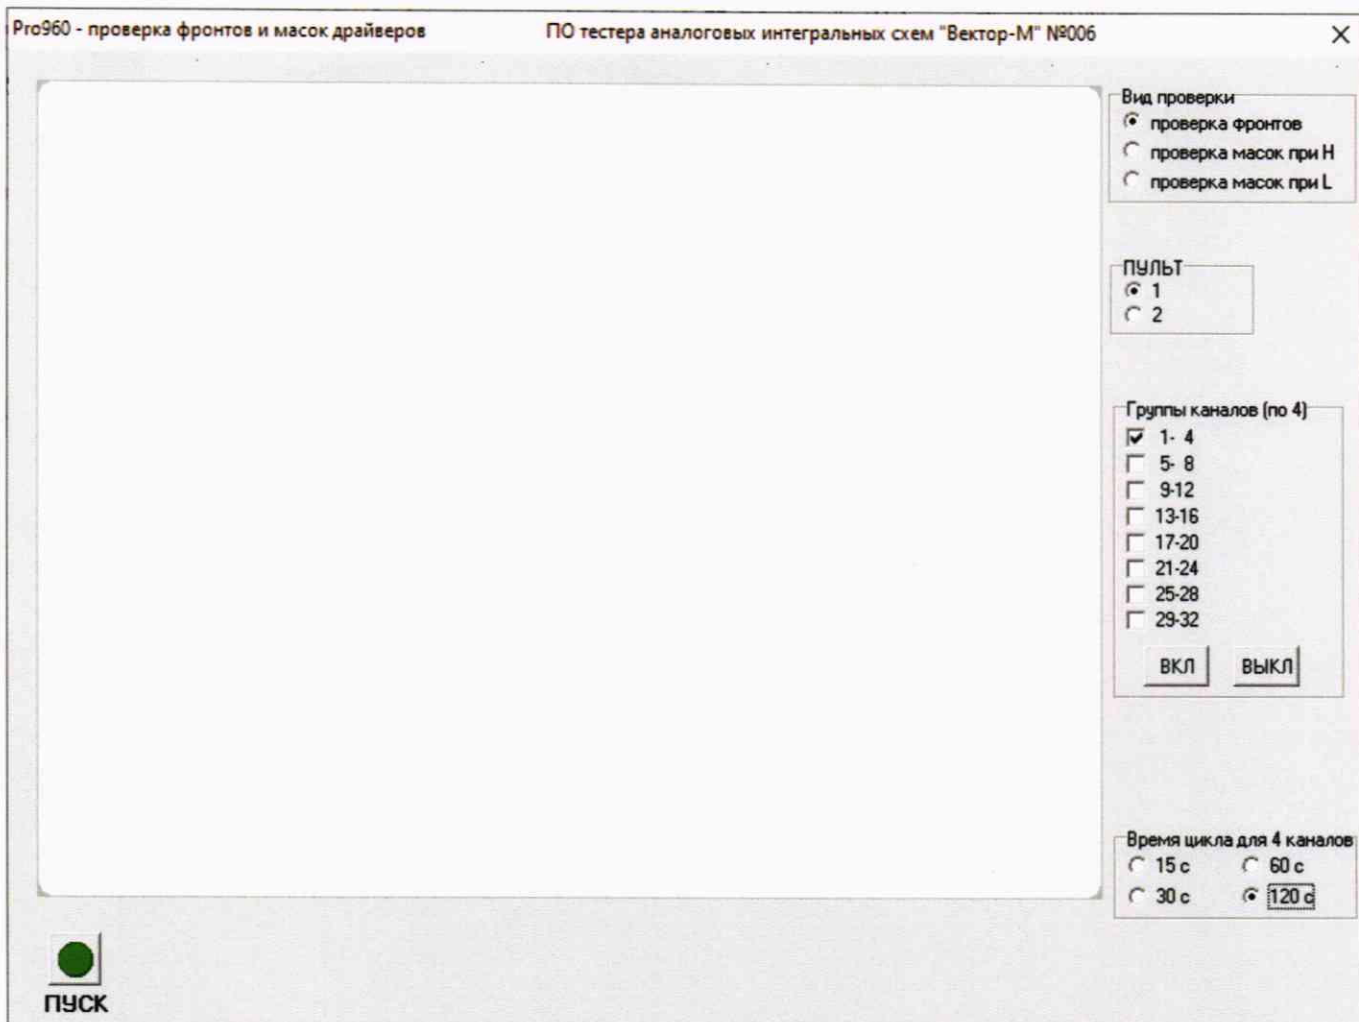 Pro960 - проверка фронтов и масок драйверов ПО тестера аналоговых интегральных схем "Вектор-М" №006
Вид проверки
проверка фронтов
проверка масок при H
проверка масок при L
ПУЛЬТ
1
2
Группы каналов (по 4)
1- 4
5- 8
9-12
13-16
17-20
21-24
25-28
29-32
ВКЛ ВЫКЛ
Время цикла для 4 каналов
15 с 60 с
30 с 120 с
ПУСК